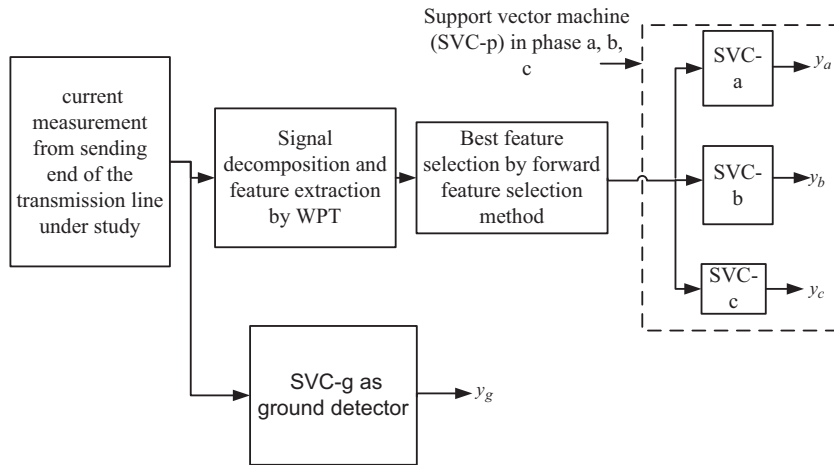 Support vector machine
(SVC-p) in phase a, b,
c
current
measurement
from sending
end of the
transmission line
under study
Signal
decomposition and
feature extraction
by WPT
Best feature
selection by forward
feature selection
method
SVC-
a
y_a
SVC-
b
y_b
SVC-
c
y_c
SVC-g as
ground detector
y_g